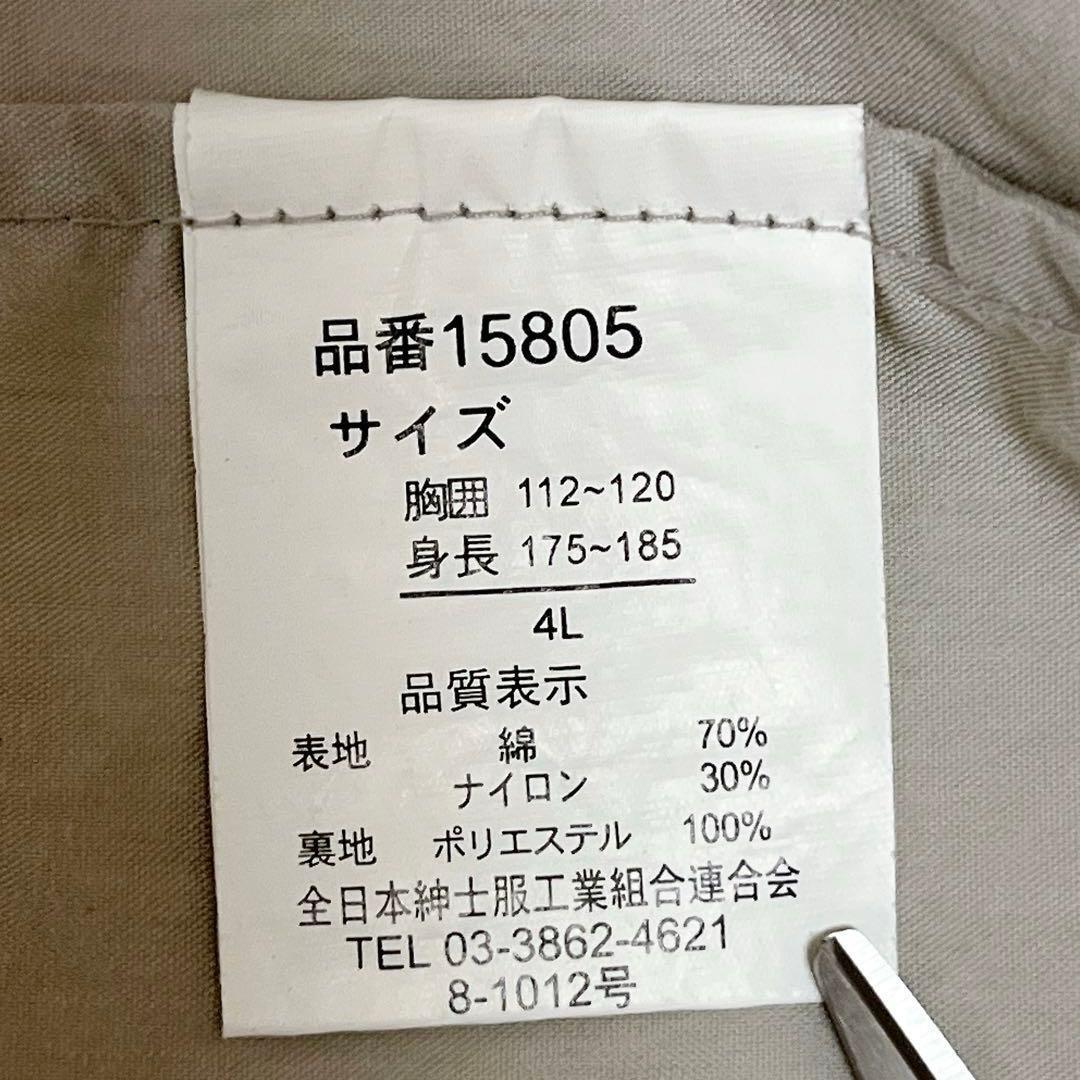 品番15805
サイズ
胸囲 112~120
身長 175~185
4L
品質表示
表地 綿 70%
ナイロン 30%
裏地 ポリエステル 100%
全日本紳士服工業組合連合会
TEL 03-3862-4621
8-1012号